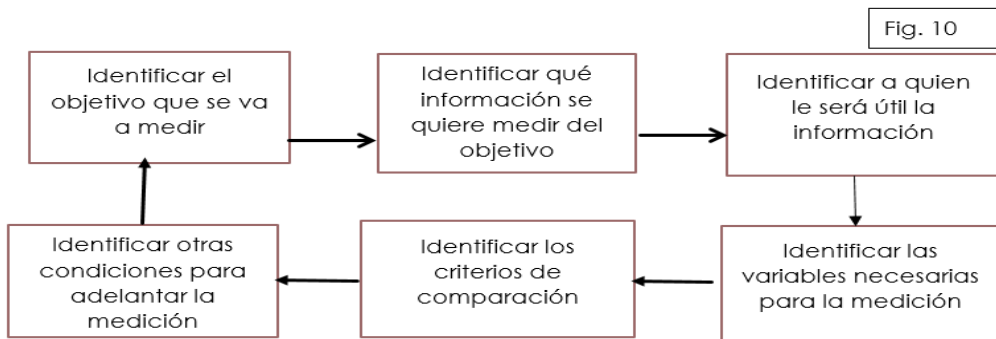 Fig. 10
Identificar el
objetivo que se va
a medir
Identificar qué
información se
quiere medir del
objetivo
Identificar a quien
le será útil la
información
Identificar las
variables necesarias
para la medición
Identificar los
criterios de
comparación
Identificar otras
condiciones para
adelantar la
medición